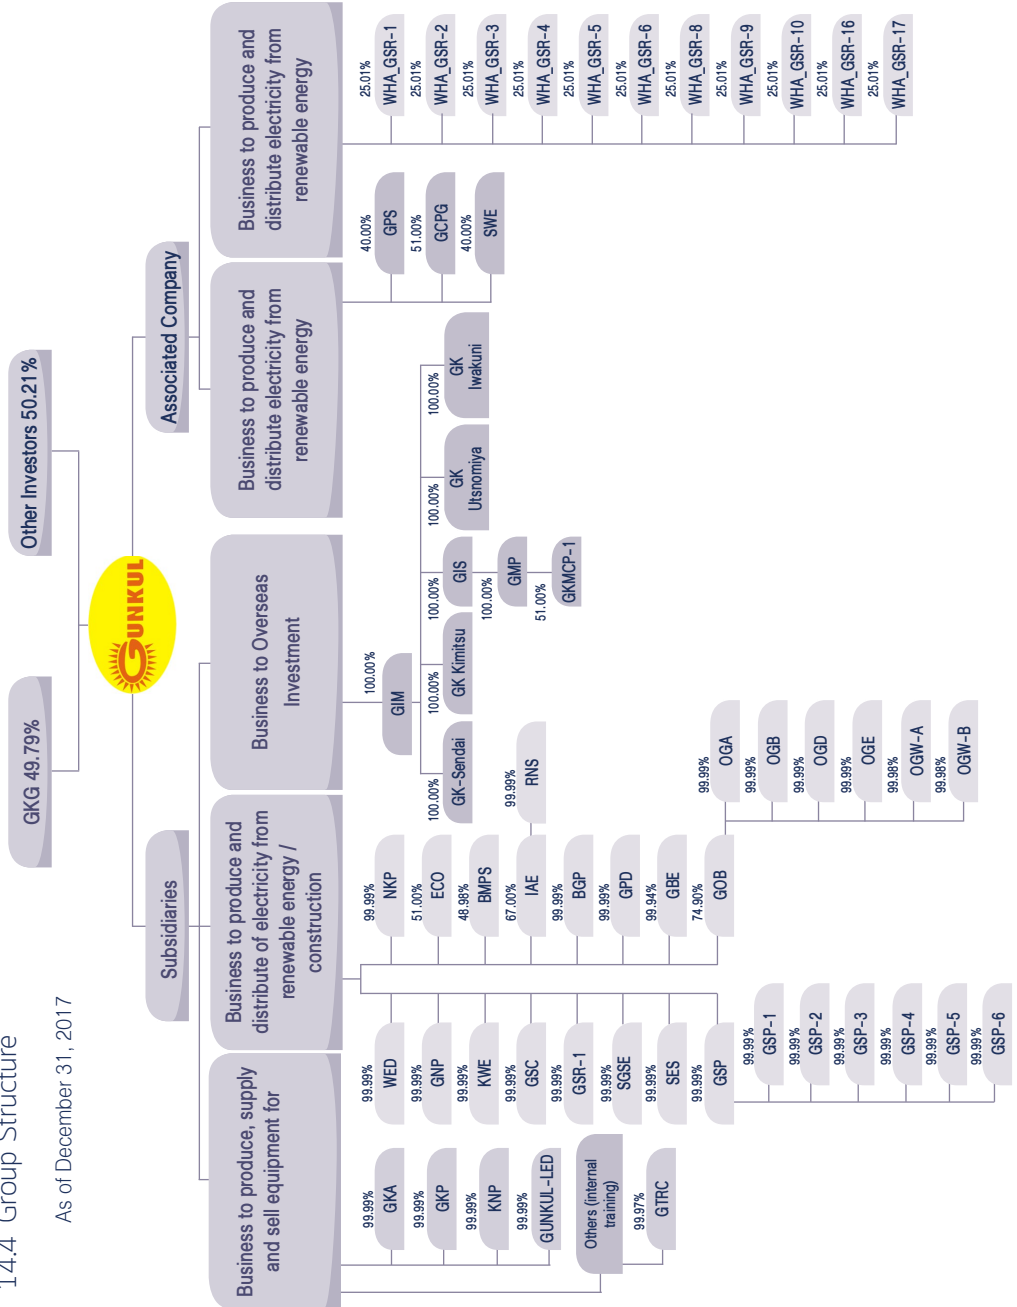 14.4 Group Structure
As of December 31, 2017
GKG 49.79%
Other Investors 50.21%
GUNKUL
Subsidiaries
Associated Company
Business to produce, supply
and sell equipment for
Business to produce and
distribute of electricity from
renewable energy /
construction
Business to Overseas
Investment
Business to produce and
distribute electricity from
renewable energy
Business to produce and
distribute electricity from
renewable energy
99.99%
GKA
99.99%
GKP
99.99%
KNP
99.99%
GUNKUL-LED
Others (internal
training)
99.97%
GTRC
99.99%
WED
99.99%
GNP
99.99%
KWE
99.99%
GSC
99.99%
GSR-1
99.99%
SGSE
99.99%
SES
99.99%
GSP
99.99%
GSP-1
99.99%
GSP-2
99.99%
GSP-3
99.99%
GSP-4
99.99%
GSP-5
99.99%
GSP-6
99.99%
NKP
51.00%
ECO
48.98%
BMPS
67.00%
IAE
99.99%
RNS
99.99%
BGP
99.99%
GPD
99.94%
GBE
74.90%
GOB
99.99%
OGA
99.99%
OGB
99.99%
OGD
99.99%
OGE
99.98%
OGW-A
99.98%
OGW-B
100.00%
GIM
100.00%
GK-Sendai
100.00%
GK Kimitsu
100.00%
GIS
100.00%
GMP
51.00%
GKMCP-1
100.00%
GK
Utsnomiya
100.00%
GK
Iwakuni
40.00%
GPS
51.00%
GCPG
40.00%
SWE
25.01%
WHA_GSR-1
25.01%
WHA_GSR-2
25.01%
WHA_GSR-3
25.01%
WHA_GSR-4
25.01%
WHA_GSR-5
25.01%
WHA_GSR-6
25.01%
WHA_GSR-8
25.01%
WHA_GSR-9
25.01%
WHA_GSR-10
25.01%
WHA_GSR-16
25.01%
WHA_GSR-17